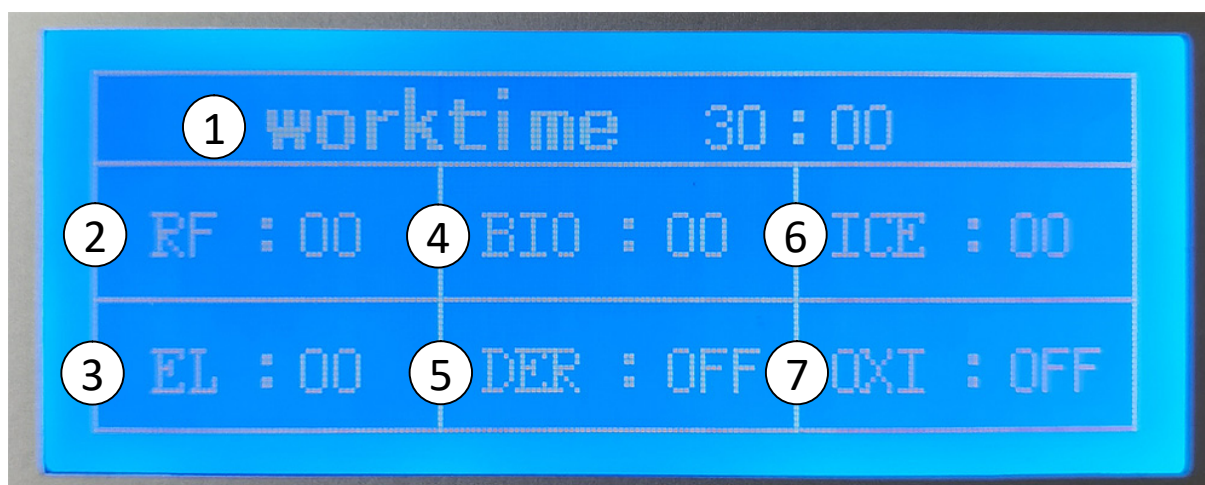 1 worktime 30:00
2 RF : 00 4 BIO : 00 6 ICE : 00
3 EL : 00 5 DER : OFF 7 OXI : OFF